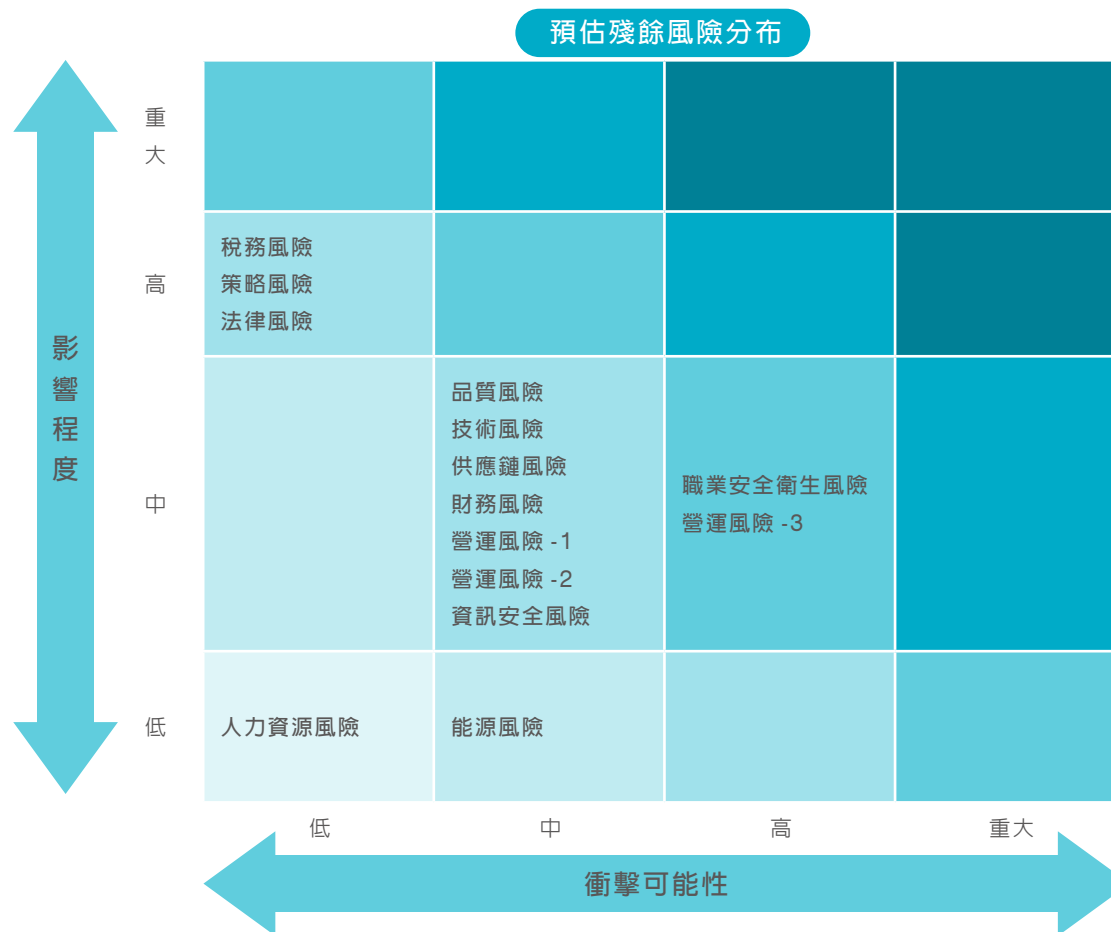 預估殘餘風險分布
重大
高
稅務風險
策略風險
法律風險
影響程度
中
品質風險
技術風險
供應鏈風險
財務風險
營運風險 -1
營運風險 -2
資訊安全風險
職業安全衛生風險
營運風險 -3
低
人力資源風險
能源風險
低
中
高
重大
衝擊可能性